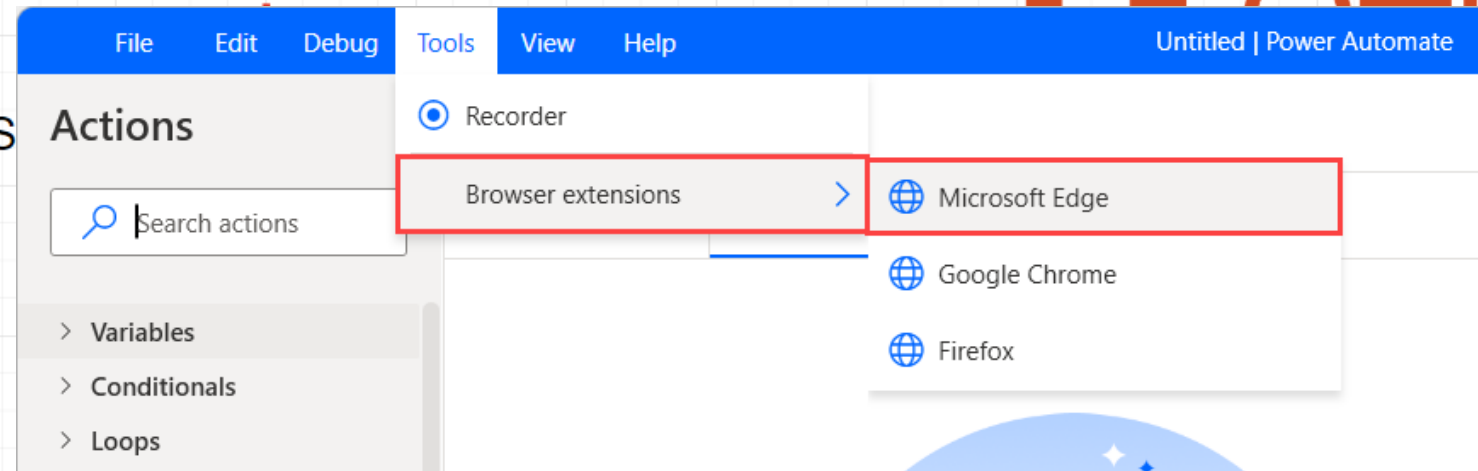 File Edit Debug Tools View Help Untitled | Power Automate
Actions
Recorder
Browser extensions
Microsoft Edge
Search actions
Google Chrome
Variables
Firefox
Conditionals
Loops